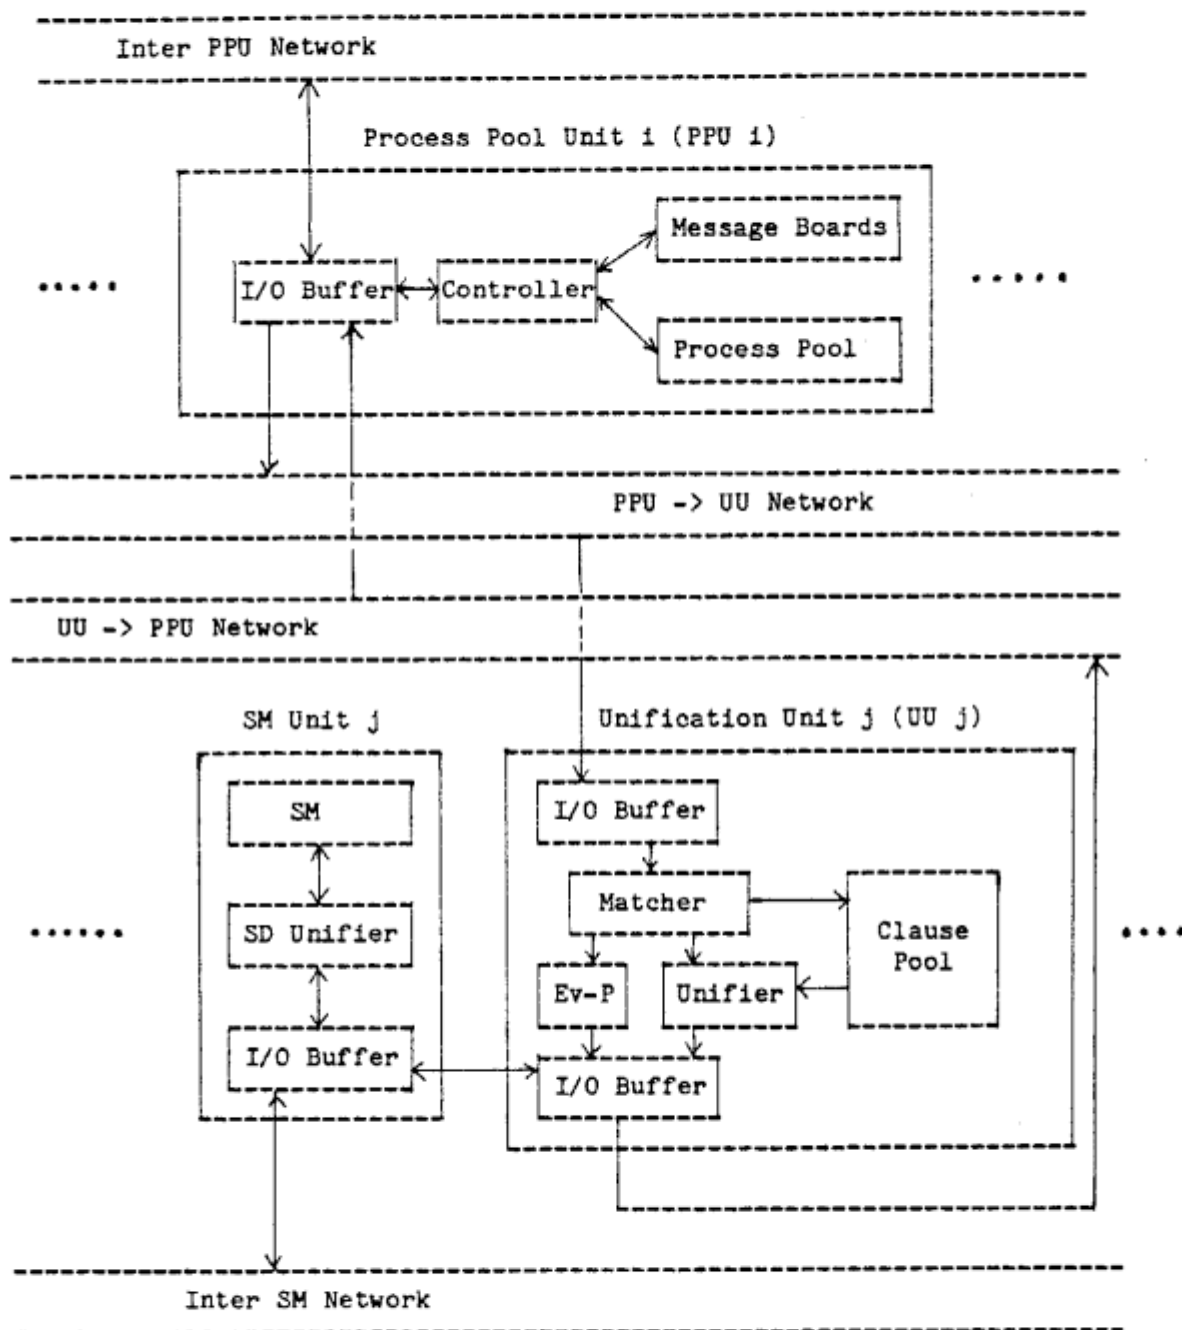 Inter PPU Network
Process Pool Unit i (PPU i)
Message Boards
I/O Buffer
Controller
Process Pool
PPU -> UU Network
UU -> PPU Network
SM Unit j
Unification Unit j (UU j)
SM
I/O Buffer
Matcher
SD Unifier
Clause
Pool
Ev-P
Unifier
I/O Buffer
I/O Buffer
Inter SM Network